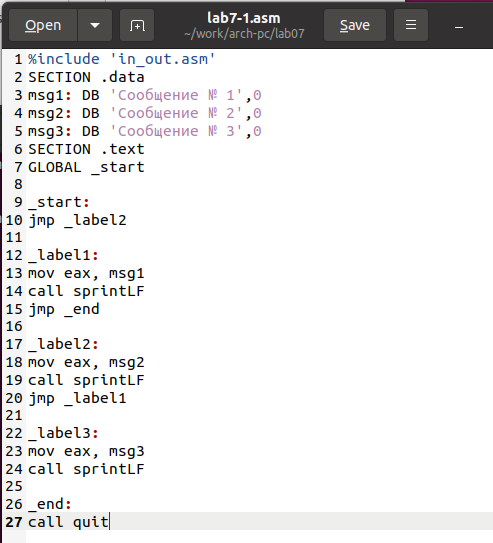 Open
lab7-1.asm
~/work/arch-pc/lab07
Save
1 %include 'in_out.asm'
2 SECTION .data
3 msg1: DB 'Сообщение № 1',0
4 msg2: DB 'Сообщение № 2',0
5 msg3: DB 'Сообщение № 3',0
6 SECTION .text
7 GLOBAL _start
8
9 _start:
10 jmp _label2
11
12 _label1:
13 mov eax, msg1
14 call sprintLF
15 jmp _end
16
17 _label2:
18 mov eax, msg2
19 call sprintLF
20 jmp _label1
21
22 _label3:
23 mov eax, msg3
24 call sprintLF
25
26 _end:
27 call quit